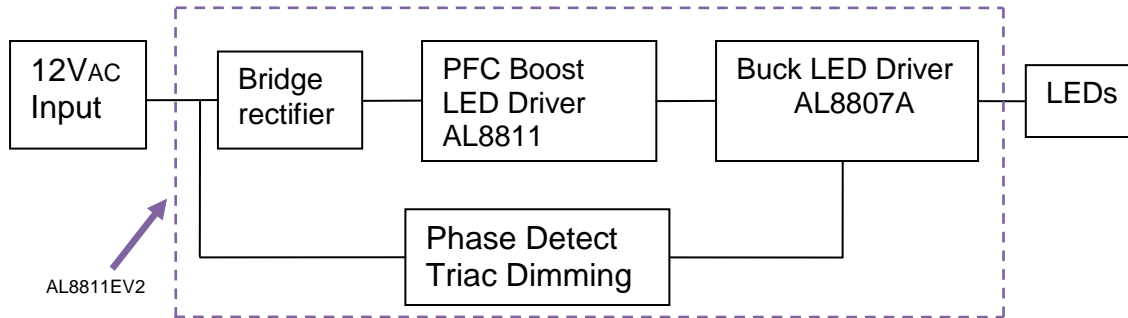 12VAC
Input
Bridge
rectifier
PFC Boost
LED Driver
AL8811
Buck LED Driver
AL8807A
LEDs
Phase Detect
Triac Dimming
AL8811EV2